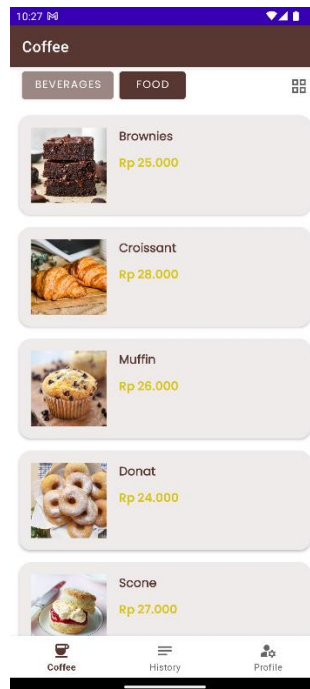 10:27
Coffee
BEVERAGES FOOD
Brownies
Rp 25.000
Croissant
Rp 28.000
Muffin
Rp 26.000
Donat
Rp 24.000
Scone
Rp 27.000
Coffee History Profile